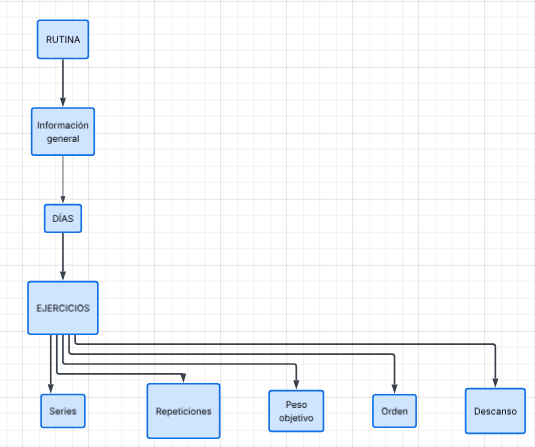 RUTINA
Información
general
DÍAS
EJERCICIOS
Series
Repeticiones
Peso
objetivo
Orden
Descanso